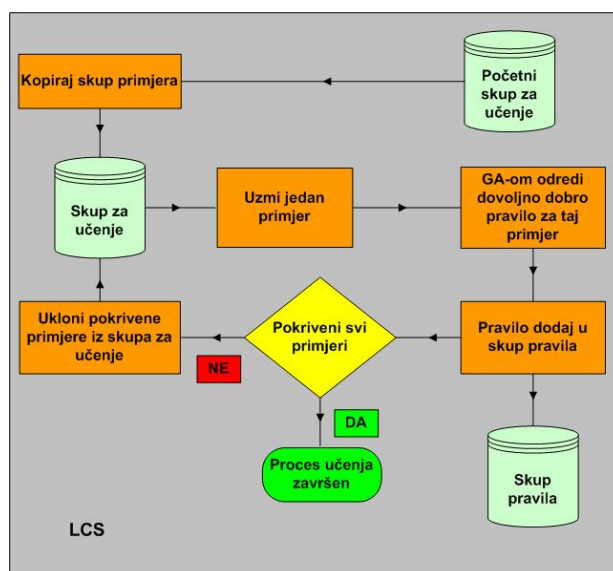 Kopiraj skup primjera
Početni
skup za
učenje
Skup za
učenje
Uzmi jedan
primjer
GA-om odredi
dovoljno dobro
pravilo za taj
primjer
Ukloni pokrivene
primjere iz skupa za
učenje
Pokriveni svi
primjeri
Pravilo dodaj u
skup pravila
NE
DA
Proces učenja
završen
Skup
pravila
LCS